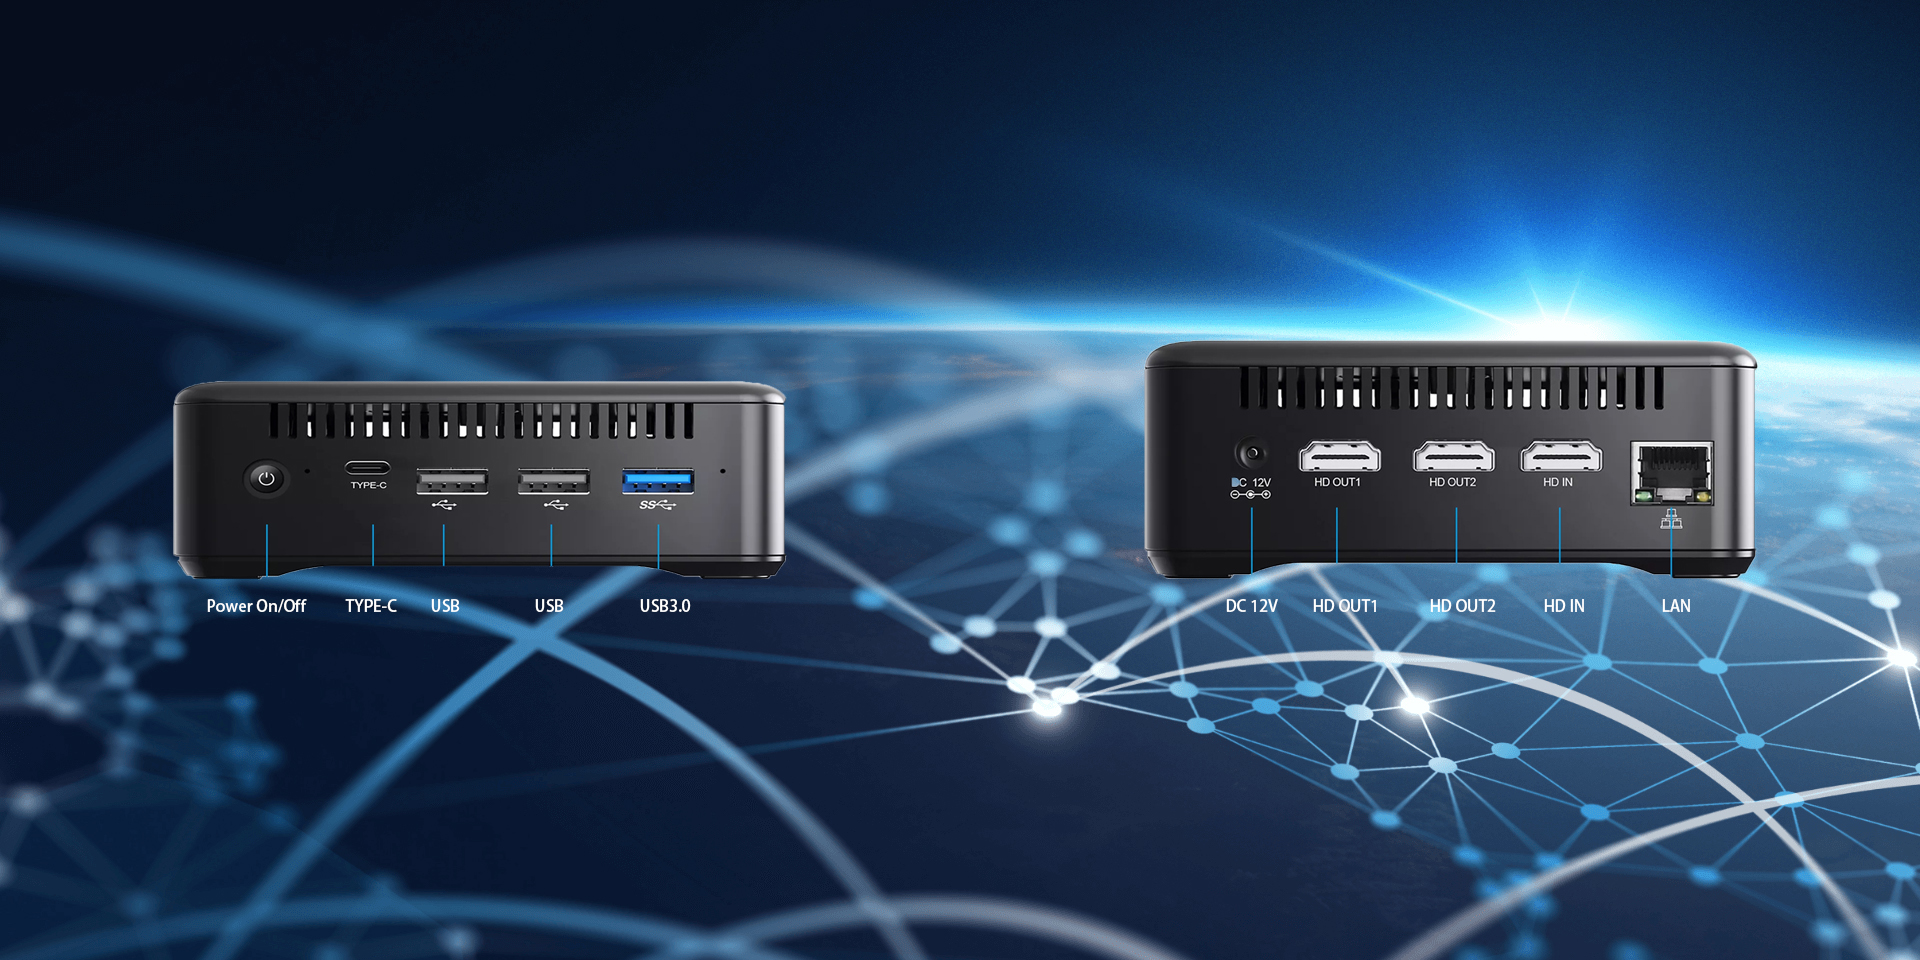 TYPE-C
SS
Power On/Off TYPE-C USB USB USB3.0
DC 12V HD OUT1 HD OUT2 HD IN
DC 12V HD OUT1 HD OUT2 HD IN LAN